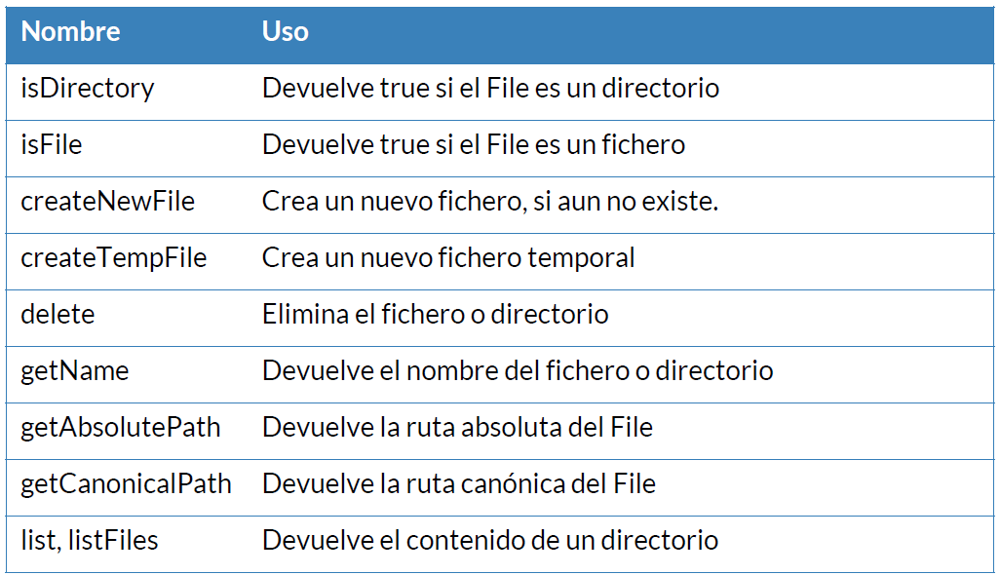 Nombre Uso
isDirectory Devuelve true si el File es un directorio
isFile Devuelve true si el File es un fichero
createNewFile Crea un nuevo fichero, si aun no existe.
createTempFile Crea un nuevo fichero temporal
delete Elimina el fichero o directorio
getName Devuelve el nombre del fichero o directorio
getAbsolutePath Devuelve la ruta absoluta del File
getCanonicalPath Devuelve la ruta canónica del File
list, listFiles Devuelve el contenido de un directorio